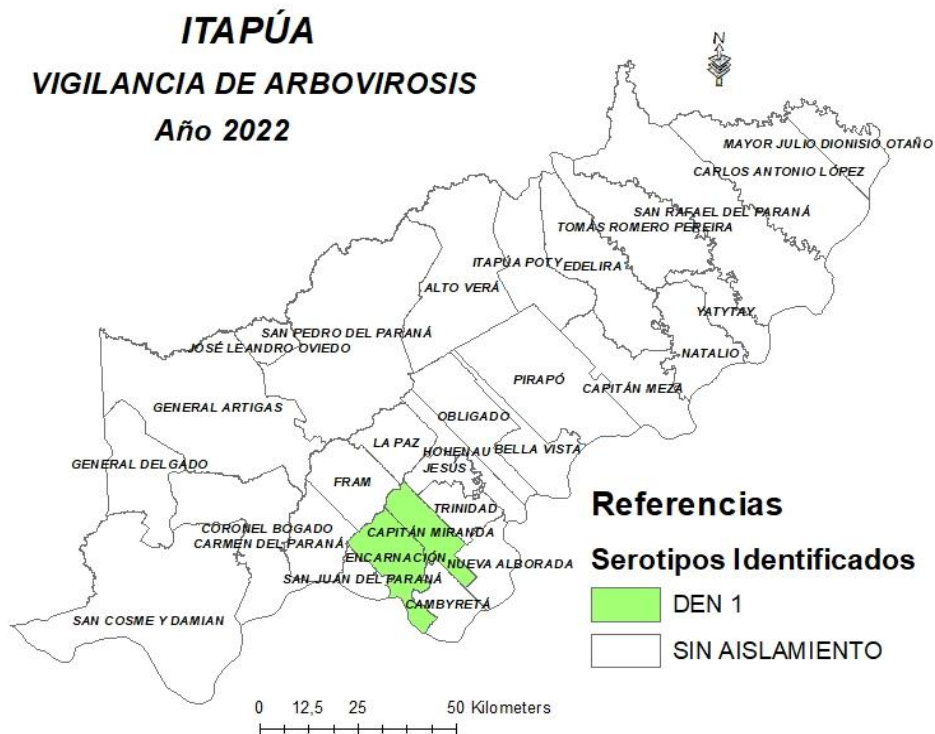 ITAPÚA
VIGILANCIA DE ARBOVIROSIS
Año 2022
N
MAYOR JULIO DIONISIO OTAÑO
CARLOS ANTONIO LÓPEZ
SAN RAFAEL DEL PARANÁ
TOMÁS ROMERO PEREIRA
ITAPÚA POTY
EDELIRA
ALTO VERÁ
YATYTAY
SAN PEDRO DEL PARANÁ
JOSÉ LEANDRO OVIEDO
NATALIO
PIRAPÓ
CAPITÁN MEZA
GENERAL ARTIGAS
OBLIGADO
LA PAZ
HOHENAU
BELLA VISTA
JESÚS
GENERAL DELGADO
FRAM
TRINIDAD
CORONEL BOGADO
CAPITÁN MIRANDA
CARMEN DEL PARANÁ
ENCARNACIÓN
NUEVA ALBORADA
SAN JUAN DEL PARANÁ
CAMBYRETÁ
SAN COSME Y DAMIAN
Referencias
Serotipos Identificados
DEN 1
SIN AISLAMIENTO
0 12,5 25 50 Kilometers